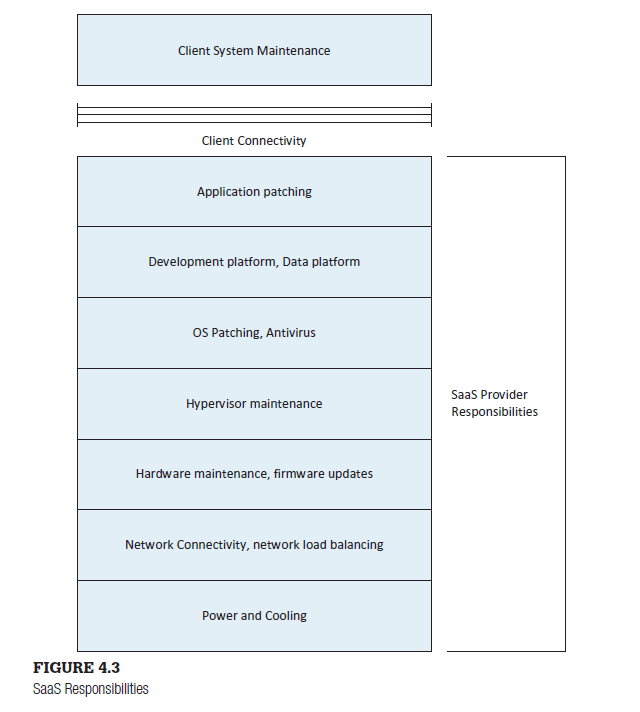 Client System Maintenance
Client Connectivity
Application patching
Development platform, Data platform
OS Patching, Antivirus
Hypervisor maintenance
SaaS Provider
Responsibilities
Hardware maintenance, firmware updates
Network Connectivity, network load balancing
Power and Cooling
FIGURE 4.3
SaaS Responsibilities